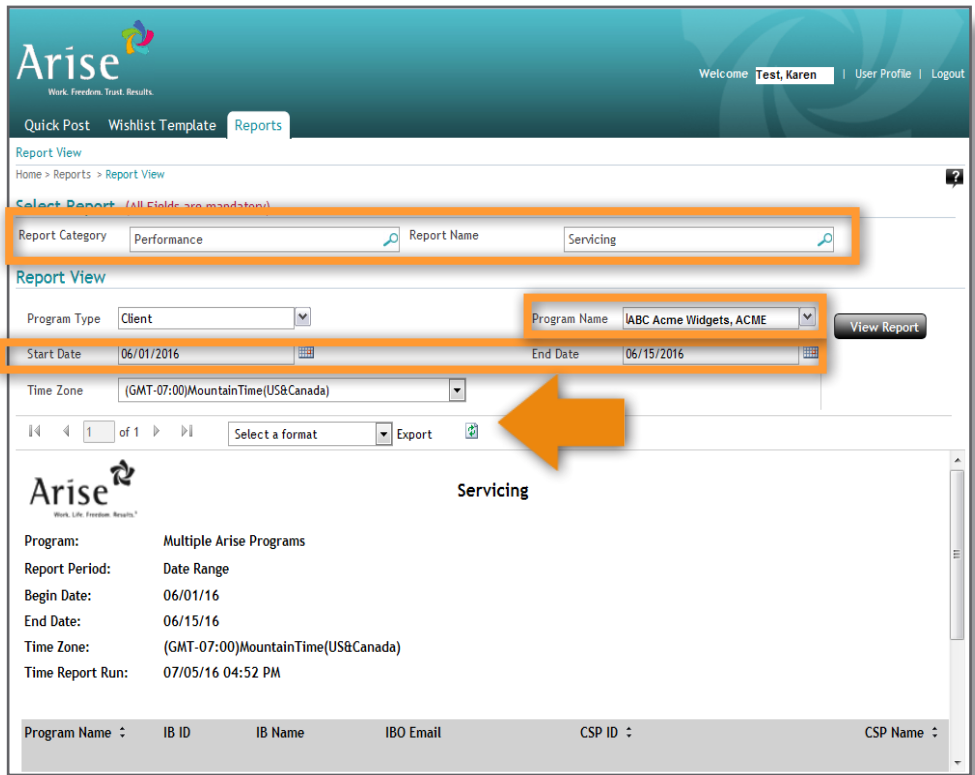 Arise
Work. Freedom. Trust. Results.
Welcome Test, Karen | User Profile | Logout
Quick Post Wishlist Template Reports
Report View
Home > Reports > Report View
?
Select Report (All Fields are mandatory)
Report Category Performance Report Name Servicing
Report View
Program Type Client Program Name ABC Acme Widgets, ACME View Report
Start Date 06/01/2016 End Date 06/15/2016
Time Zone (GMT-07:00)MountainTime(US&Canada)
1 of 1 Select a format Export
Arise
Work. Life. Freedom. Results.®
Servicing
Program: Multiple Arise Programs
Report Period: Date Range
Begin Date: 06/01/16
End Date: 06/15/16
Time Zone: (GMT-07:00)MountainTime(US&Canada)
Time Report Run: 07/05/16 04:52 PM
Program Name IB ID IB Name IBO Email CSP ID CSP Name